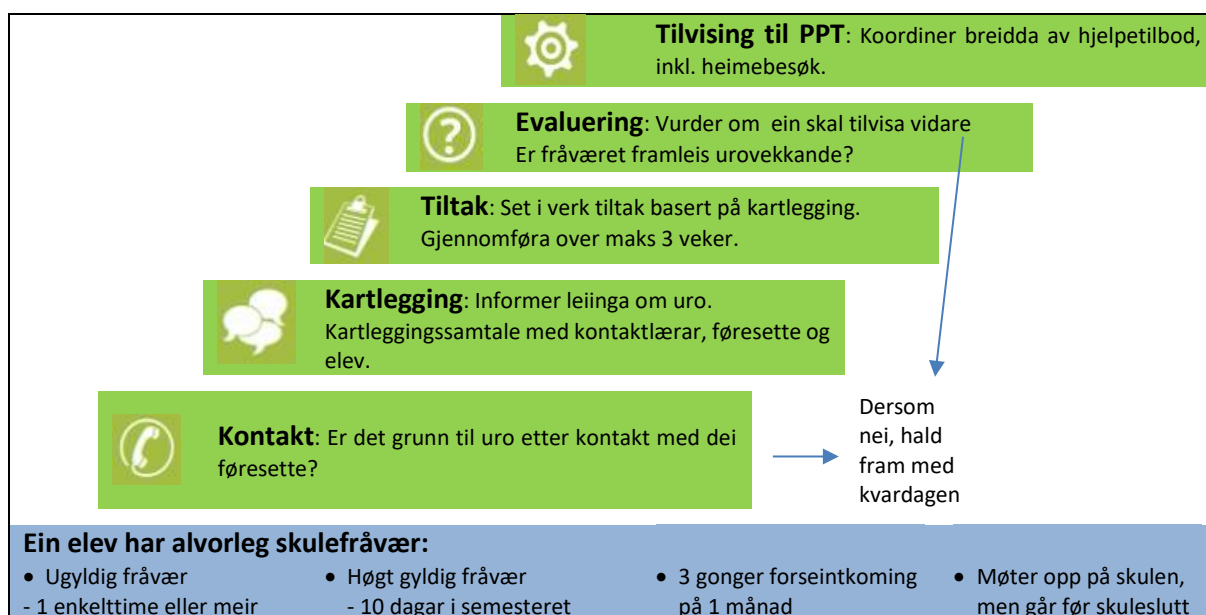 Tilvising til PPT: Koordiner breidda av hjelpetilbod,
inkl. heimebesøk.
Evaluering: Vurder om ein skal tilvisa vidare
Er fråværet framleis urovekkande?
Tiltak: Set i verk tiltak basert på kartlegging.
Gjennomføra over maks 3 veker.
Kartlegging: Informer leiinga om uro.
Kartleggingssamtale med kontaktlærar, føresette og
elev.
Kontakt: Er det grunn til uro etter kontakt med dei
føresette?
Dersom
nei, hald
fram med
kvardagen
Ein elev har alvorleg skulefråvær:
• Ugyldig fråvær
- 1 enkelttime eller meir
• Høgt gyldig fråvær
- 10 dagar i semesteret
• 3 gonger forseintkoming
på 1 månad
• Møter opp på skulen,
men går før skuleslutt